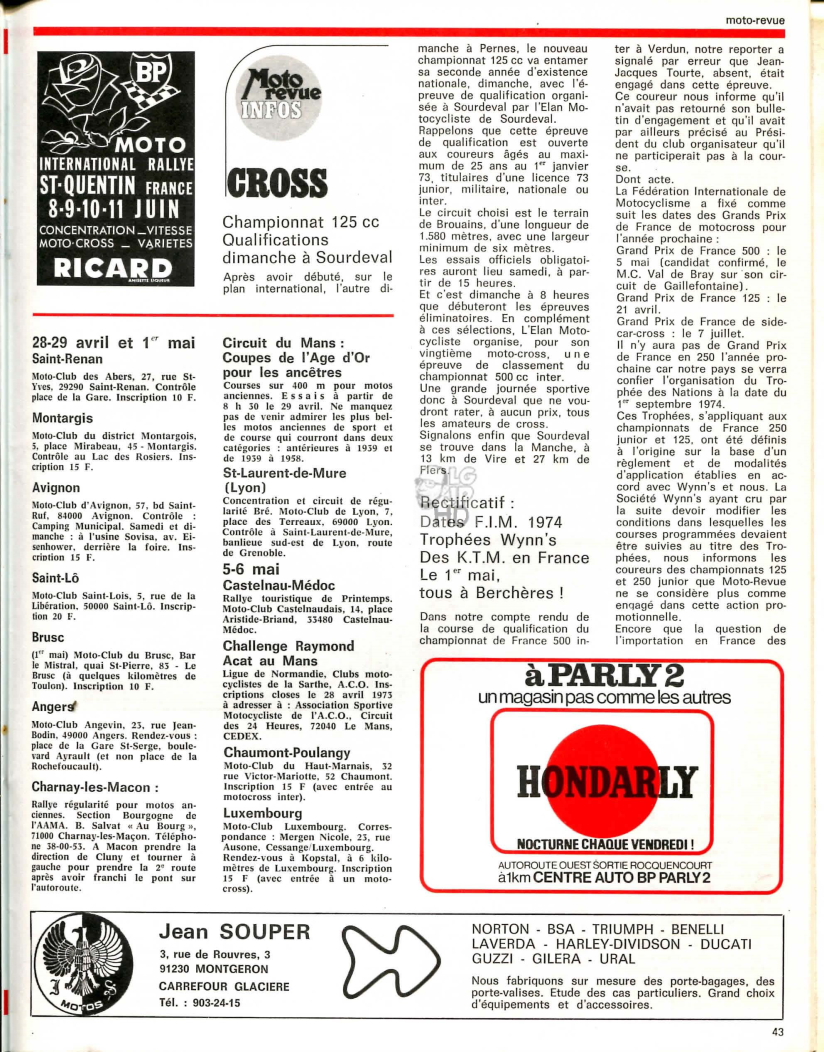 moto-revue
BP
MOTO
INTERNATIONAL RALLYE
ST-QUENTIN FRANCE
8-9-10-11 JUIN
CONCENTRATION_VITESSE
MOTO-CROSS _ VARIETES
RICARD
ANISETTE LIQUEUR
Moto
revue
INFOS
CROSS
Championnat 125 cc
Qualifications
dimanche à Sourdeval
Après avoir débuté, sur le
plan international, l'autre di-
manche à Pernes, le nouveau
championnat 125 cc va entamer
sa seconde année d'existence
nationale, dimanche, avec l'é-
preuve de qualification organi-
sée à Sourdeval par l'Elan Mo-
tocycliste de Sourdeval.
Rappelons que cette épreuve
de qualification est ouverte
aux coureurs âgés au maxi-
mum de 25 ans au 1er janvier
73, titulaires d'une licence 73
junior, militaire, nationale ou
inter.
Le circuit choisi est le terrain
de Brouains, d'une longueur de
1.580 mètres, avec une largeur
minimum de six mètres.
Les essais officiels obligatoi-
res auront lieu samedi, à par-
tir de 15 heures.
Et c'est dimanche à 8 heures
que débuteront les épreuves
éliminatoires. En complément
à ces sélections, L'Elan Moto-
cycliste organise, pour son
vingtième moto-cross, une
épreuve de classement du
championnat 500 cc inter.
Une grande journée sportive
donc à Sourdeval que ne vou-
dront rater, à aucun prix, tous
les amateurs de cross.
Signalons enfin que Sourdeval
se trouve dans la Manche, à
13 km de Vire et 27 km de
Flers.
Rectificatif :
Dates F.I.M. 1974
Trophées Wynn's
Des K.T.M. en France
Le 1er mai,
tous à Berchères !
Dans notre compte rendu de
la course de qualification du
championnat de France 500 in-
ter à Verdun, notre reporter a
signalé par erreur que Jean-
Jacques Tourte, absent, était
engagé dans cette épreuve.
Ce coureur nous informe qu'il
n'avait pas retourné son bulle-
tin d'engagement et qu'il avait
par ailleurs précisé au Prési-
dent du club organisateur qu'il
ne participerait pas à la cour-
se.
Dont acte.
La Fédération Internationale de
Motocyclisme a fixé comme
suit les dates des Grands Prix
de France de motocross pour
l'année prochaine :
Grand Prix de France 500 : le
5 mai (candidat confirmé, le
M.C. Val de Bray sur son cir-
cuit de Gaillefontaine).
Grand Prix de France 125 : le
21 avril.
Grand Prix de France de side-
car-cross : le 7 juillet.
Il n'y aura pas de Grand Prix
de France en 250 l'année pro-
chaine car notre pays se verra
confier l'organisation du Tro-
phée des Nations à la date du
1er septembre 1974.
Ces Trophées, s'appliquant aux
championnats de France 250
junior et 125, ont été définis
à l'origine sur la base d'un
règlement et de modalités
d'application établies en ac-
cord avec Wynn's et nous. La
Société Wynn's ayant cru par
la suite devoir modifier les
conditions dans lesquelles les
courses programmées devaient
être suivies au titre des Tro-
phées, nous informons les
coureurs des championnats 125
et 250 junior que Moto-Revue
ne se considère plus comme
engagé dans cette action pro-
motionnelle.
Encore que la question de
l'importation en France des
28-29 avril et 1er mai
Saint-Renan
Moto-Club des Abers, 27, rue St-
Yves, 29290 Saint-Renan. Contrôle
place de la Gare. Inscription 10 F.
Montargis
Moto-Club du district Montargois,
5, place Mirabeau, 45 - Montargis.
Contrôle au Lac des Rosiers. Ins-
cription 15 F.
Avignon
Moto-Club d'Avignon, 57, bd Saint-
Ruf, 84000 Avignon. Contrôle :
Camping Municipal. Samedi et di-
manche : à l'usine Sovisa, av. Ei-
senhower, derrière la foire. Ins-
cription 15 F.
Saint-Lô
Moto-Club Saint-Lois, 5, rue de la
Libération. 50000 Saint-Lô. Inscrip-
tion 20 F.
Brusc
(1er mai) Moto-Club du Brusc, Bar
le Mistral, quai St-Pierre, 83 - Le
Brusc (à quelques kilomètres de
Toulon). Inscription 10 F.
Angers
Moto-Club Angevin, 23, rue Jean-
Bodin, 49000 Angers. Rendez-vous :
place de la Gare St-Serge, boule-
vard Ayrault (et non place de la
Rochefoucault).
Charnay-les-Macon :
Rallye régularité pour motos an-
ciennes. Section Bourgogne de
l'AAMA. B. Salvat « Au Bourg »,
71000 Charnay-les-Maçon. Télépho-
ne 38-00-53. A Macon prendre la
direction de Cluny et tourner à
gauche pour prendre la 2e route
après avoir franchi le pont sur
l'autoroute.
Circuit du Mans :
Coupes de l'Age d'Or
pour les ancêtres
Courses sur 400 m pour motos
anciennes. Essais à partir de
8 h 30 le 29 avril. Ne manquez
pas de venir admirer les plus bel-
les motos anciennes de sport et
de course qui courront dans deux
catégories : antérieures à 1939 et
de 1939 à 1958.
St-Laurent-de-Mure
(Lyon)
Concentration et circuit de régu-
larité Bré. Moto-Club de Lyon, 7,
place des Terreaux, 69000 Lyon.
Contrôle à Saint-Laurent-de-Mure,
banlieue sud-est de Lyon, route
de Grenoble.
5-6 mai
Castelnau-Médoc
Rallye touristique de Printemps.
Moto-Club Castelnaudais, 14, place
Aristide-Briand, 33480 Castelnau-
Médoc.
Challenge Raymond
Acat au Mans
Ligue de Normandie, Clubs moto-
cyclistes de la Sarthe, A.C.O. Ins-
criptions closes le 28 avril 1973
à adresser à : Association Sportive
Motocycliste de l'A.C.O., Circuit
des 24 Heures, 72040 Le Mans,
CEDEX.
Chaumont-Poulangy
Moto-Club du Haut-Marnais, 32
rue Victor-Mariotte, 52 Chaumont.
Inscription 15 F (avec entrée au
motocross inter).
Luxembourg
Moto-Club Luxembourg. Corres-
pondance : Mergen Nicole, 23, rue
Ausone, Cessange/Luxembourg.
Rendez-vous à Kopstal, à 6 kilo-
mètres de Luxembourg. Inscription
15 F (avec entrée à un moto-
cross).
à PARLY 2
un magasin pas comme les autres
HONDARLY
NOCTURNE CHAQUE VENDREDI !
AUTOROUTE OUEST SORTIE ROCQUENCOURT
à 1km CENTRE AUTO BP PARLY 2
J S
MOTOS
Jean SOUPER
3, rue de Rouvres, 3
91230 MONTGERON
CARREFOUR GLACIERE
Tél. : 903-24-15
NORTON - BSA - TRIUMPH - BENELLI
LAVERDA - HARLEY-DIVIDSON - DUCATI
GUZZI - GILERA - URAL
Nous fabriquons sur mesure des porte-bagages, des
porte-valises. Etude des cas particuliers. Grand choix
d'équipements et d'accessoires.
43